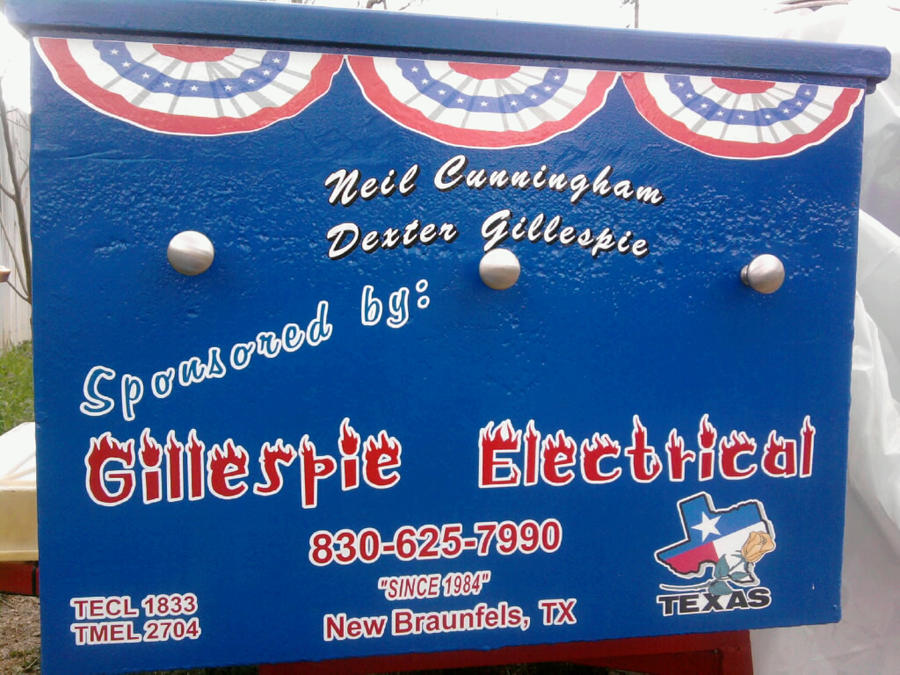 Neil Cunningham
Dexter Gillespie
Sponsored by:
Gillespie Electrical
830-625-7990
"SINCE 1984"
New Braunfels, TX
TECL 1833
TMEL 2704
TEXAS